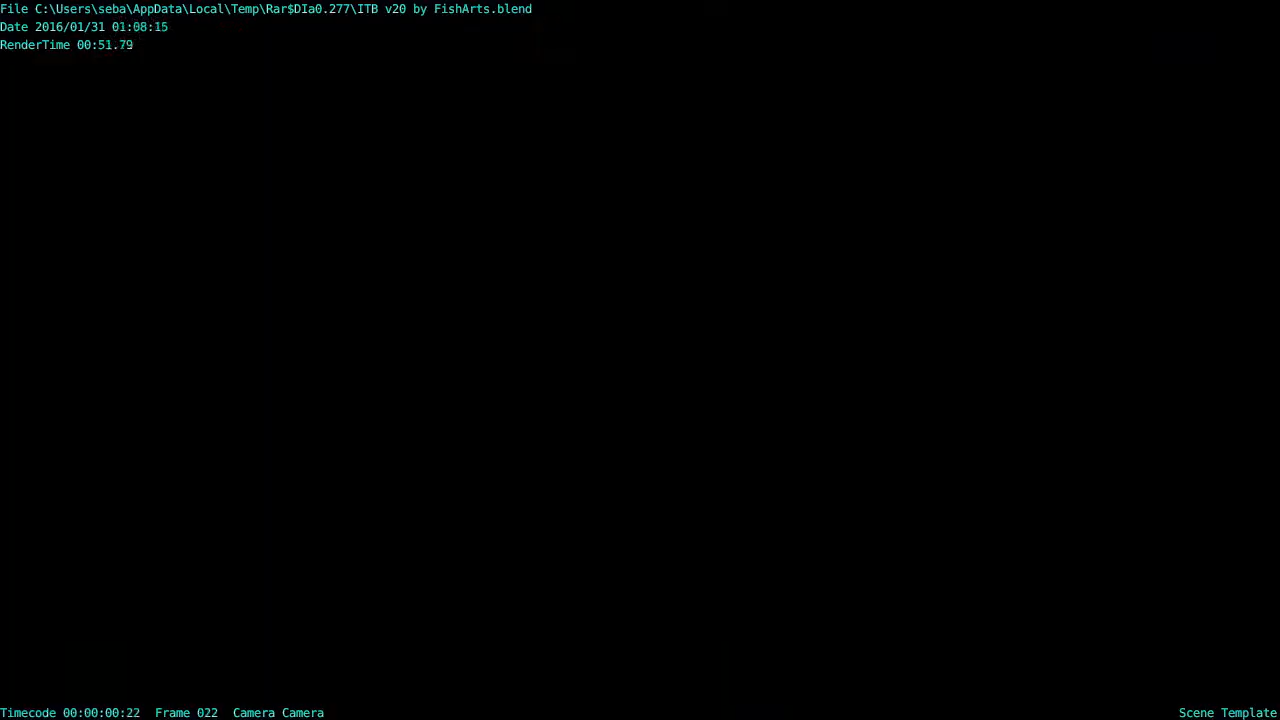 File C:\Users\seba\AppData\Local\Temp\Rar$DIa0.277\ITB v20 by FishArts.blend
Date 2016/01/31 01:08:15
RenderTime 00:51.79
Timecode 00:00:00:22 Frame 022 Camera Camera Scene Template